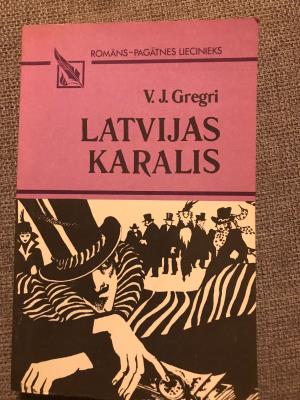 ROMĀNS–PAGĀTNES LIECINIEKS
V. J. Gregri
LATVIJAS
KARALIS